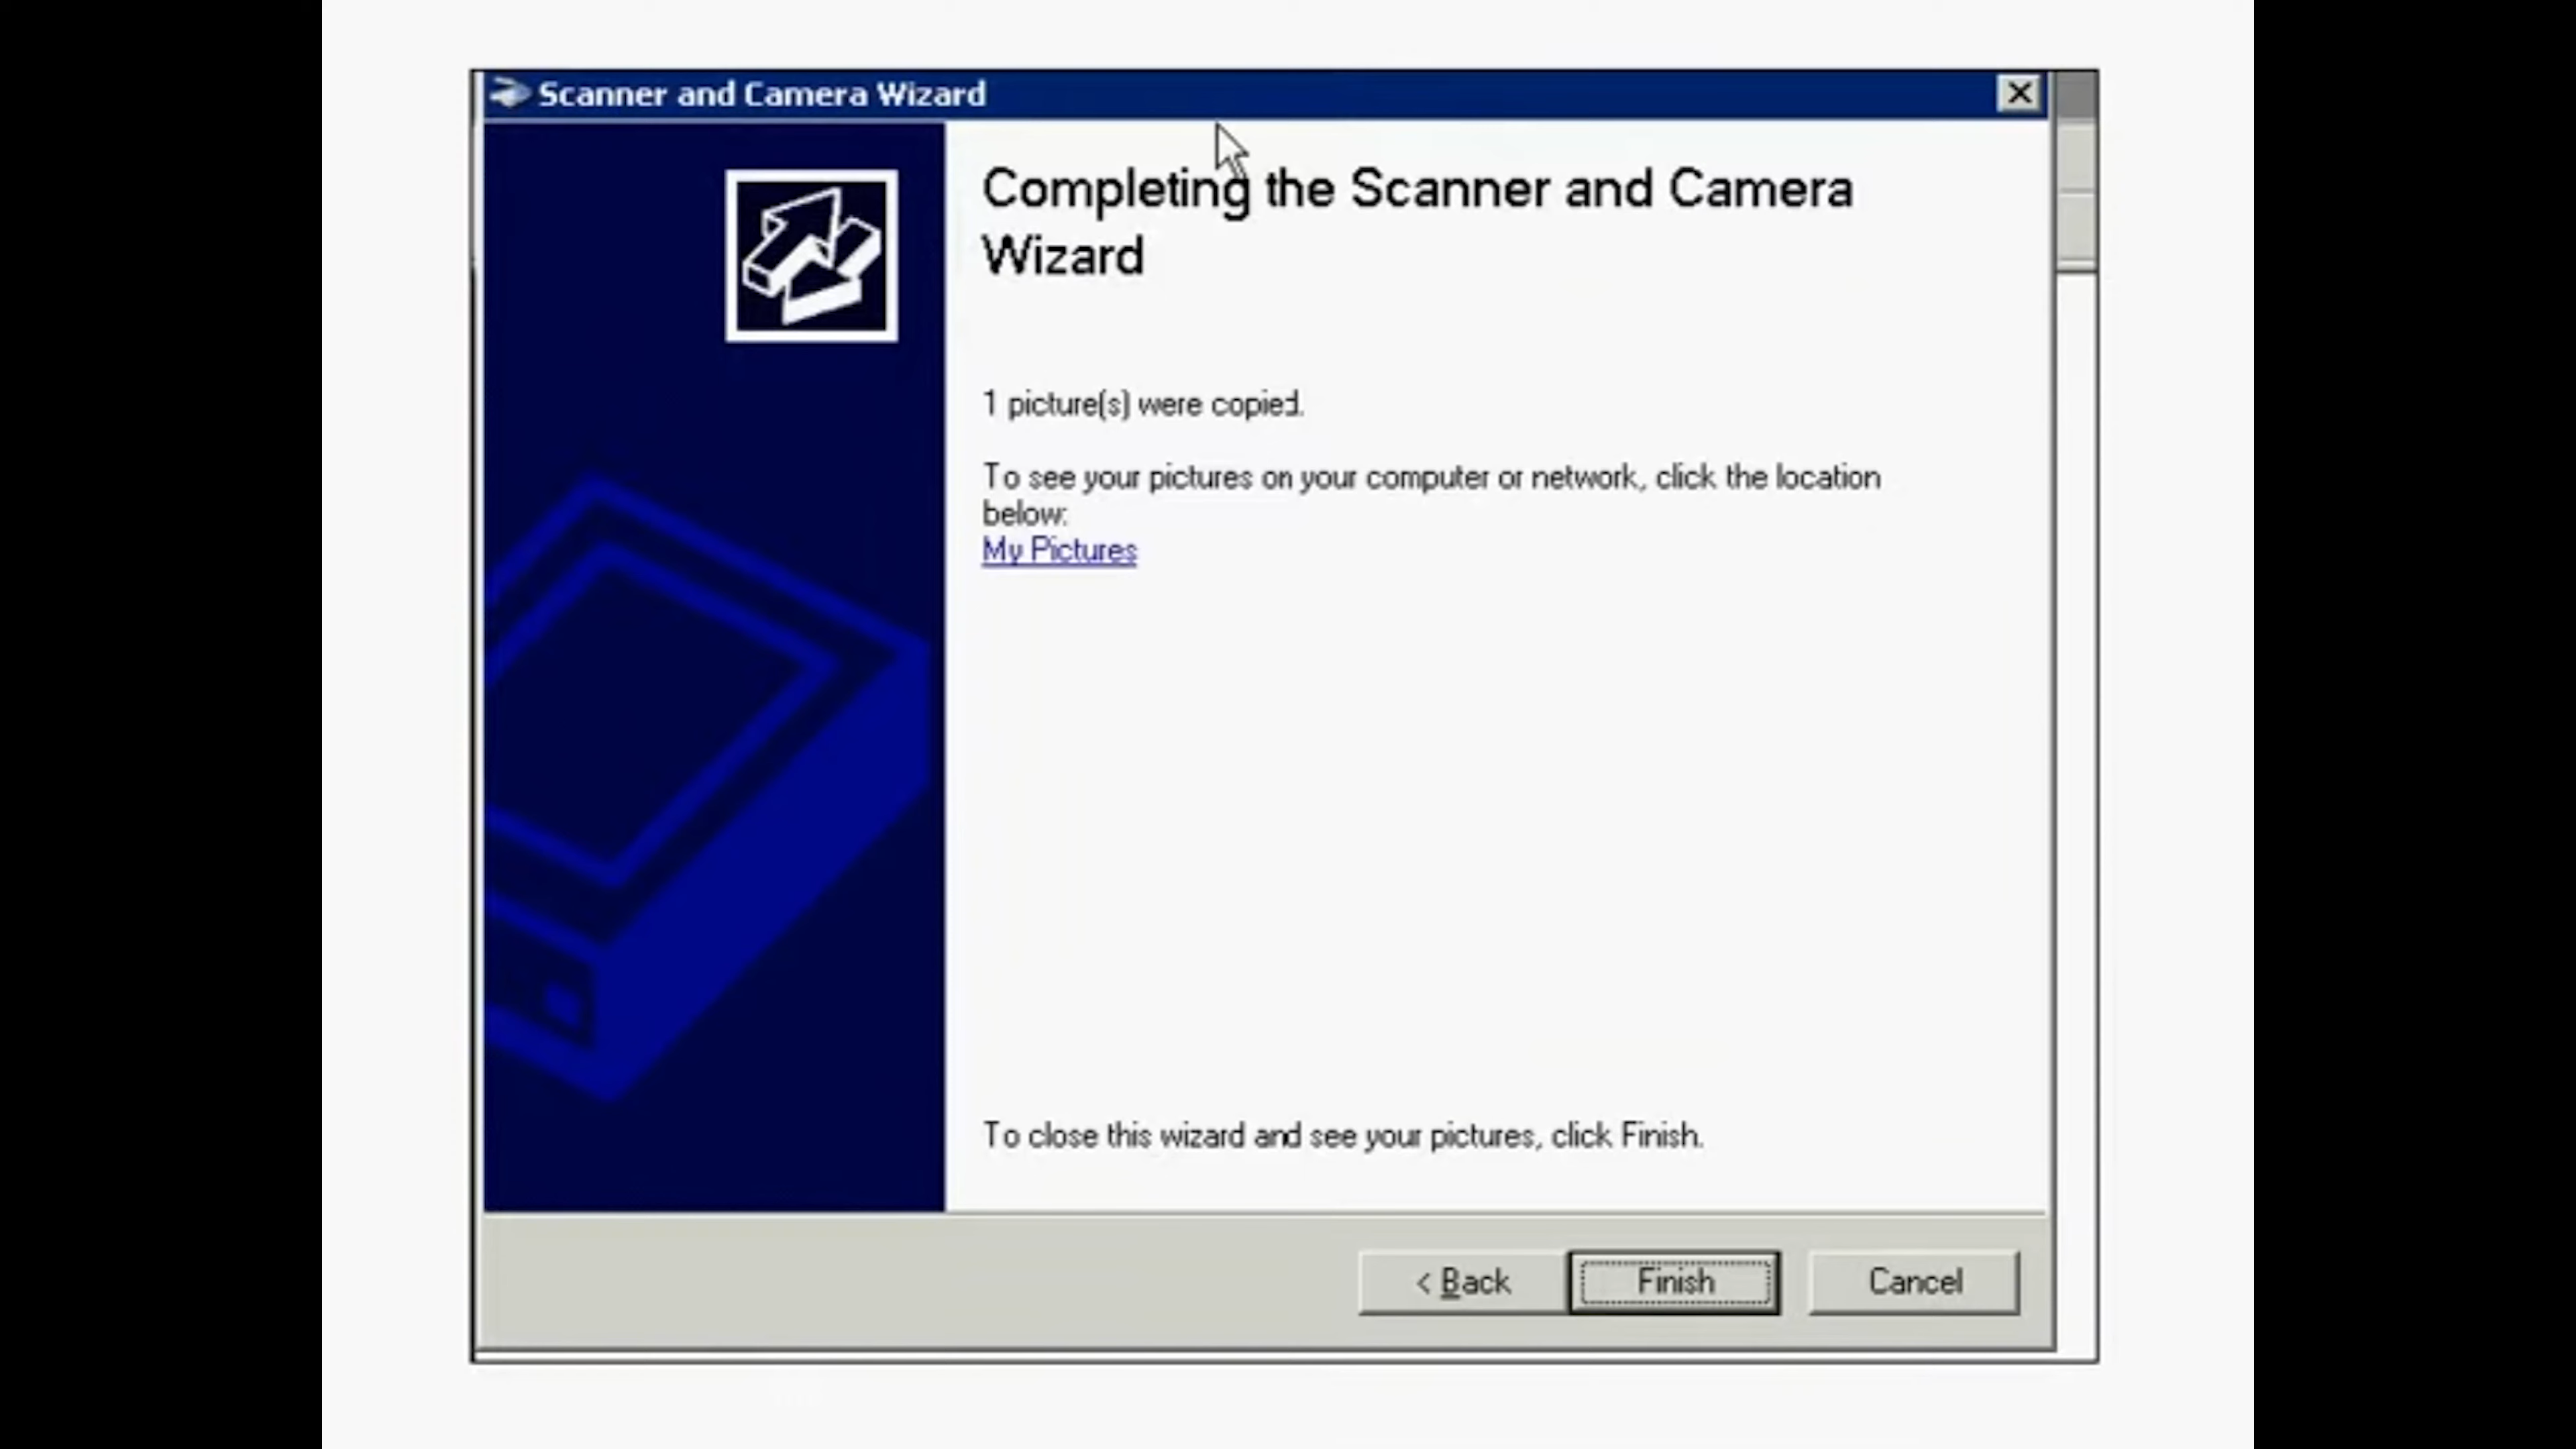 Scanner and Camera Wizard
Completing the Scanner and Camera
Wizard
1 picture(s) were copied.
To see your pictures on your computer or network, click the location
below:
My Pictures
To close this wizard and see your pictures, click Finish.
< Back
Finish
Cancel